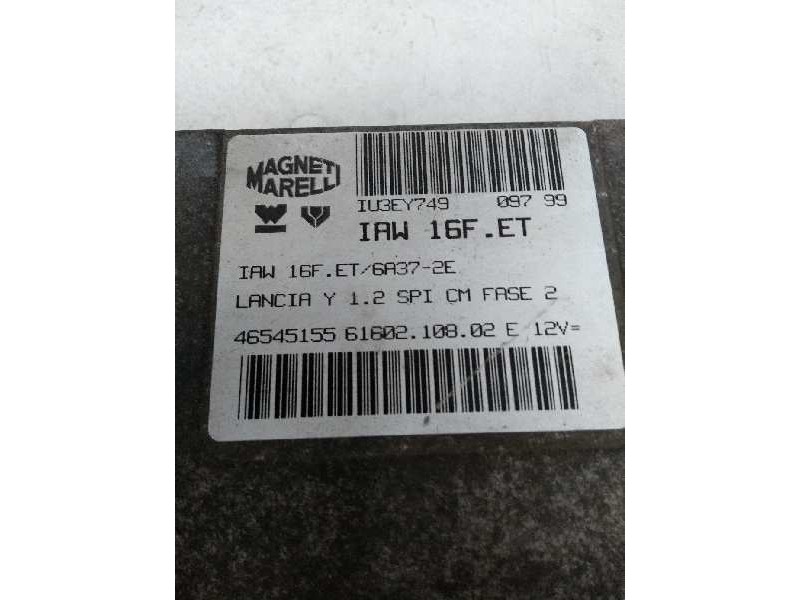 MAGNETI
MARELLI
IU3EY749 097 99
IAW 16F.ET
IAW 16F.ET/6A37-2E
LANCIA Y 1.2 SPI CM FASE 2
46545155 61602.108.02 E 12V=